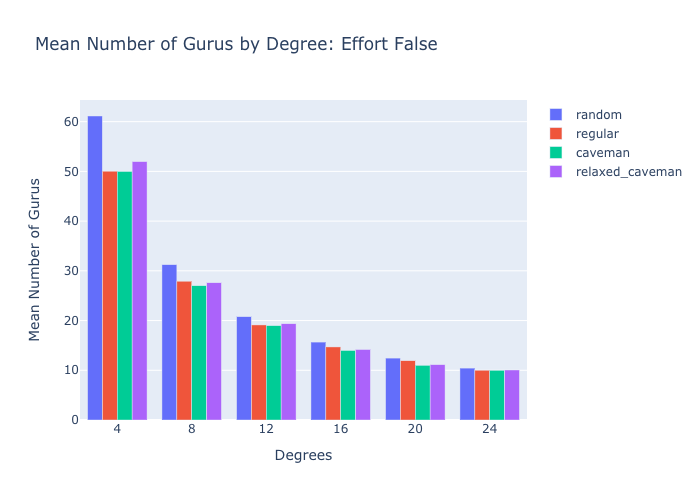 Mean Number of Gurus by Degree: Effort False
random
regular
caveman
relaxed_caveman
Mean Number of Gurus
60
50
40
30
20
10
0
4 8 12 16 20 24
Degrees